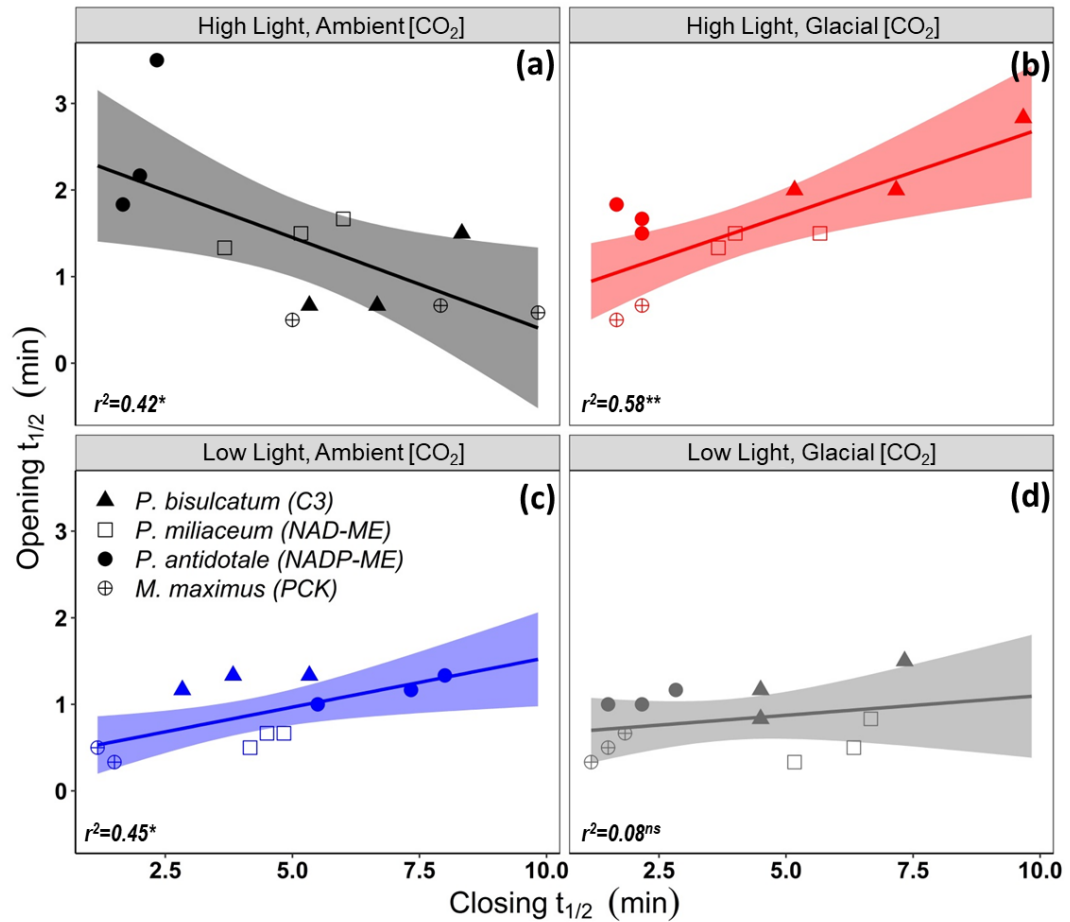 High Light, Ambient [CO₂]
High Light, Glacial [CO₂]
(a)
(b)
3
2
1
0
r²=0.42*
r²=0.58**
Opening t₁/₂ (min)
Low Light, Ambient [CO₂]
Low Light, Glacial [CO₂]
(c)
(d)
P. bisulcatum (C3)
P. miliaceum (NAD-ME)
P. antidotale (NADP-ME)
M. maximus (PCK)
3
2
1
0
r²=0.45*
r²=0.08ⁿˢ
2.5 5.0 7.5 10.0
2.5 5.0 7.5 10.0
Closing t₁/₂ (min)